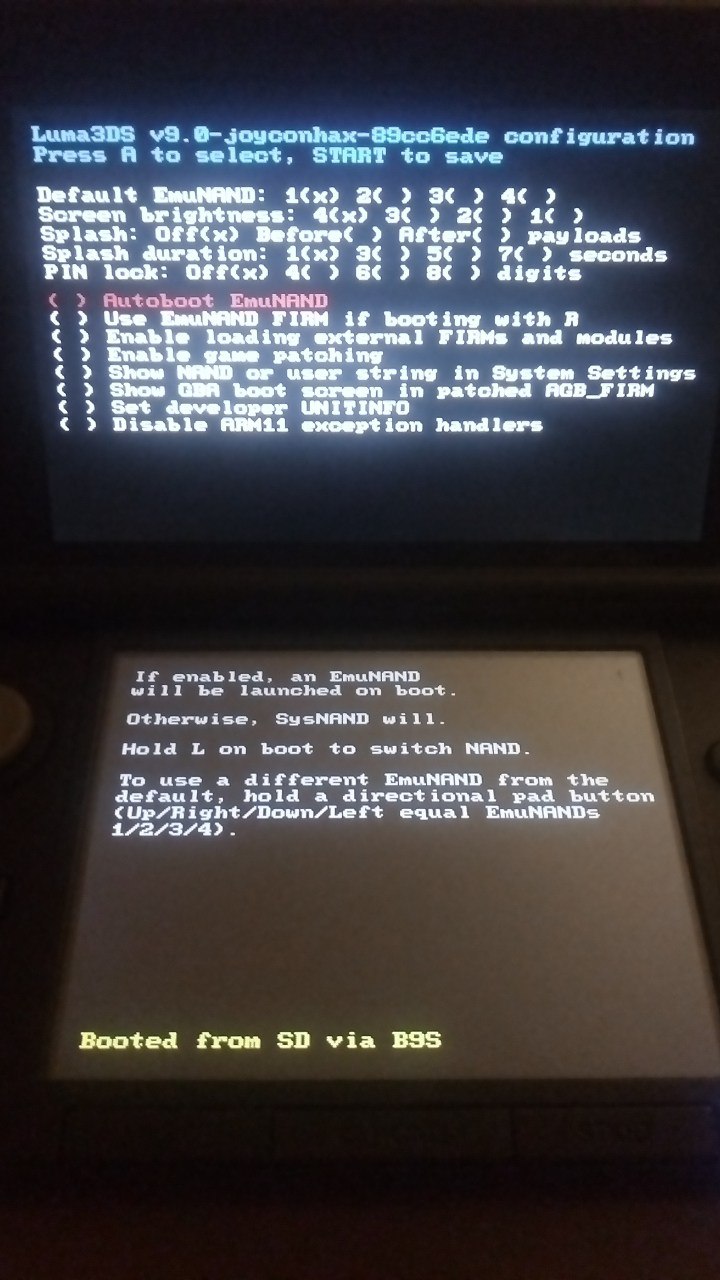 Luma3DS v9.0-joyconhax-89cc6ede configuration
Press A to select, START to save
Default EmuNAND: 1(x) 2( ) 3( ) 4( )
Screen brightness: 4(x) 3( ) 2( ) 1( )
Splash: Off(x) Before( ) After( ) payloads
Splash duration: 1(x) 3( ) 5( ) 7( ) seconds
PIN lock: Off(x) 4( ) 6( ) 8( ) digits
( ) Autoboot EmuNAND
( ) Use EmuNAND FIRM if booting with R
( ) Enable loading external FIRMs and modules
( ) Enable game patching
( ) Show NAND or user string in System Settings
( ) Show GBA boot screen in patched AGB_FIRM
( ) Set developer UNITINFO
( ) Disable ARM11 exception handlers
If enabled, an EmuNAND
will be launched on boot.
Otherwise, SysNAND will.
Hold L on boot to switch NAND.
To use a different EmuNAND from the
default, hold a directional pad button
(Up/Right/Down/Left equal EmuNANDs
1/2/3/4).
Booted from SD via B9S